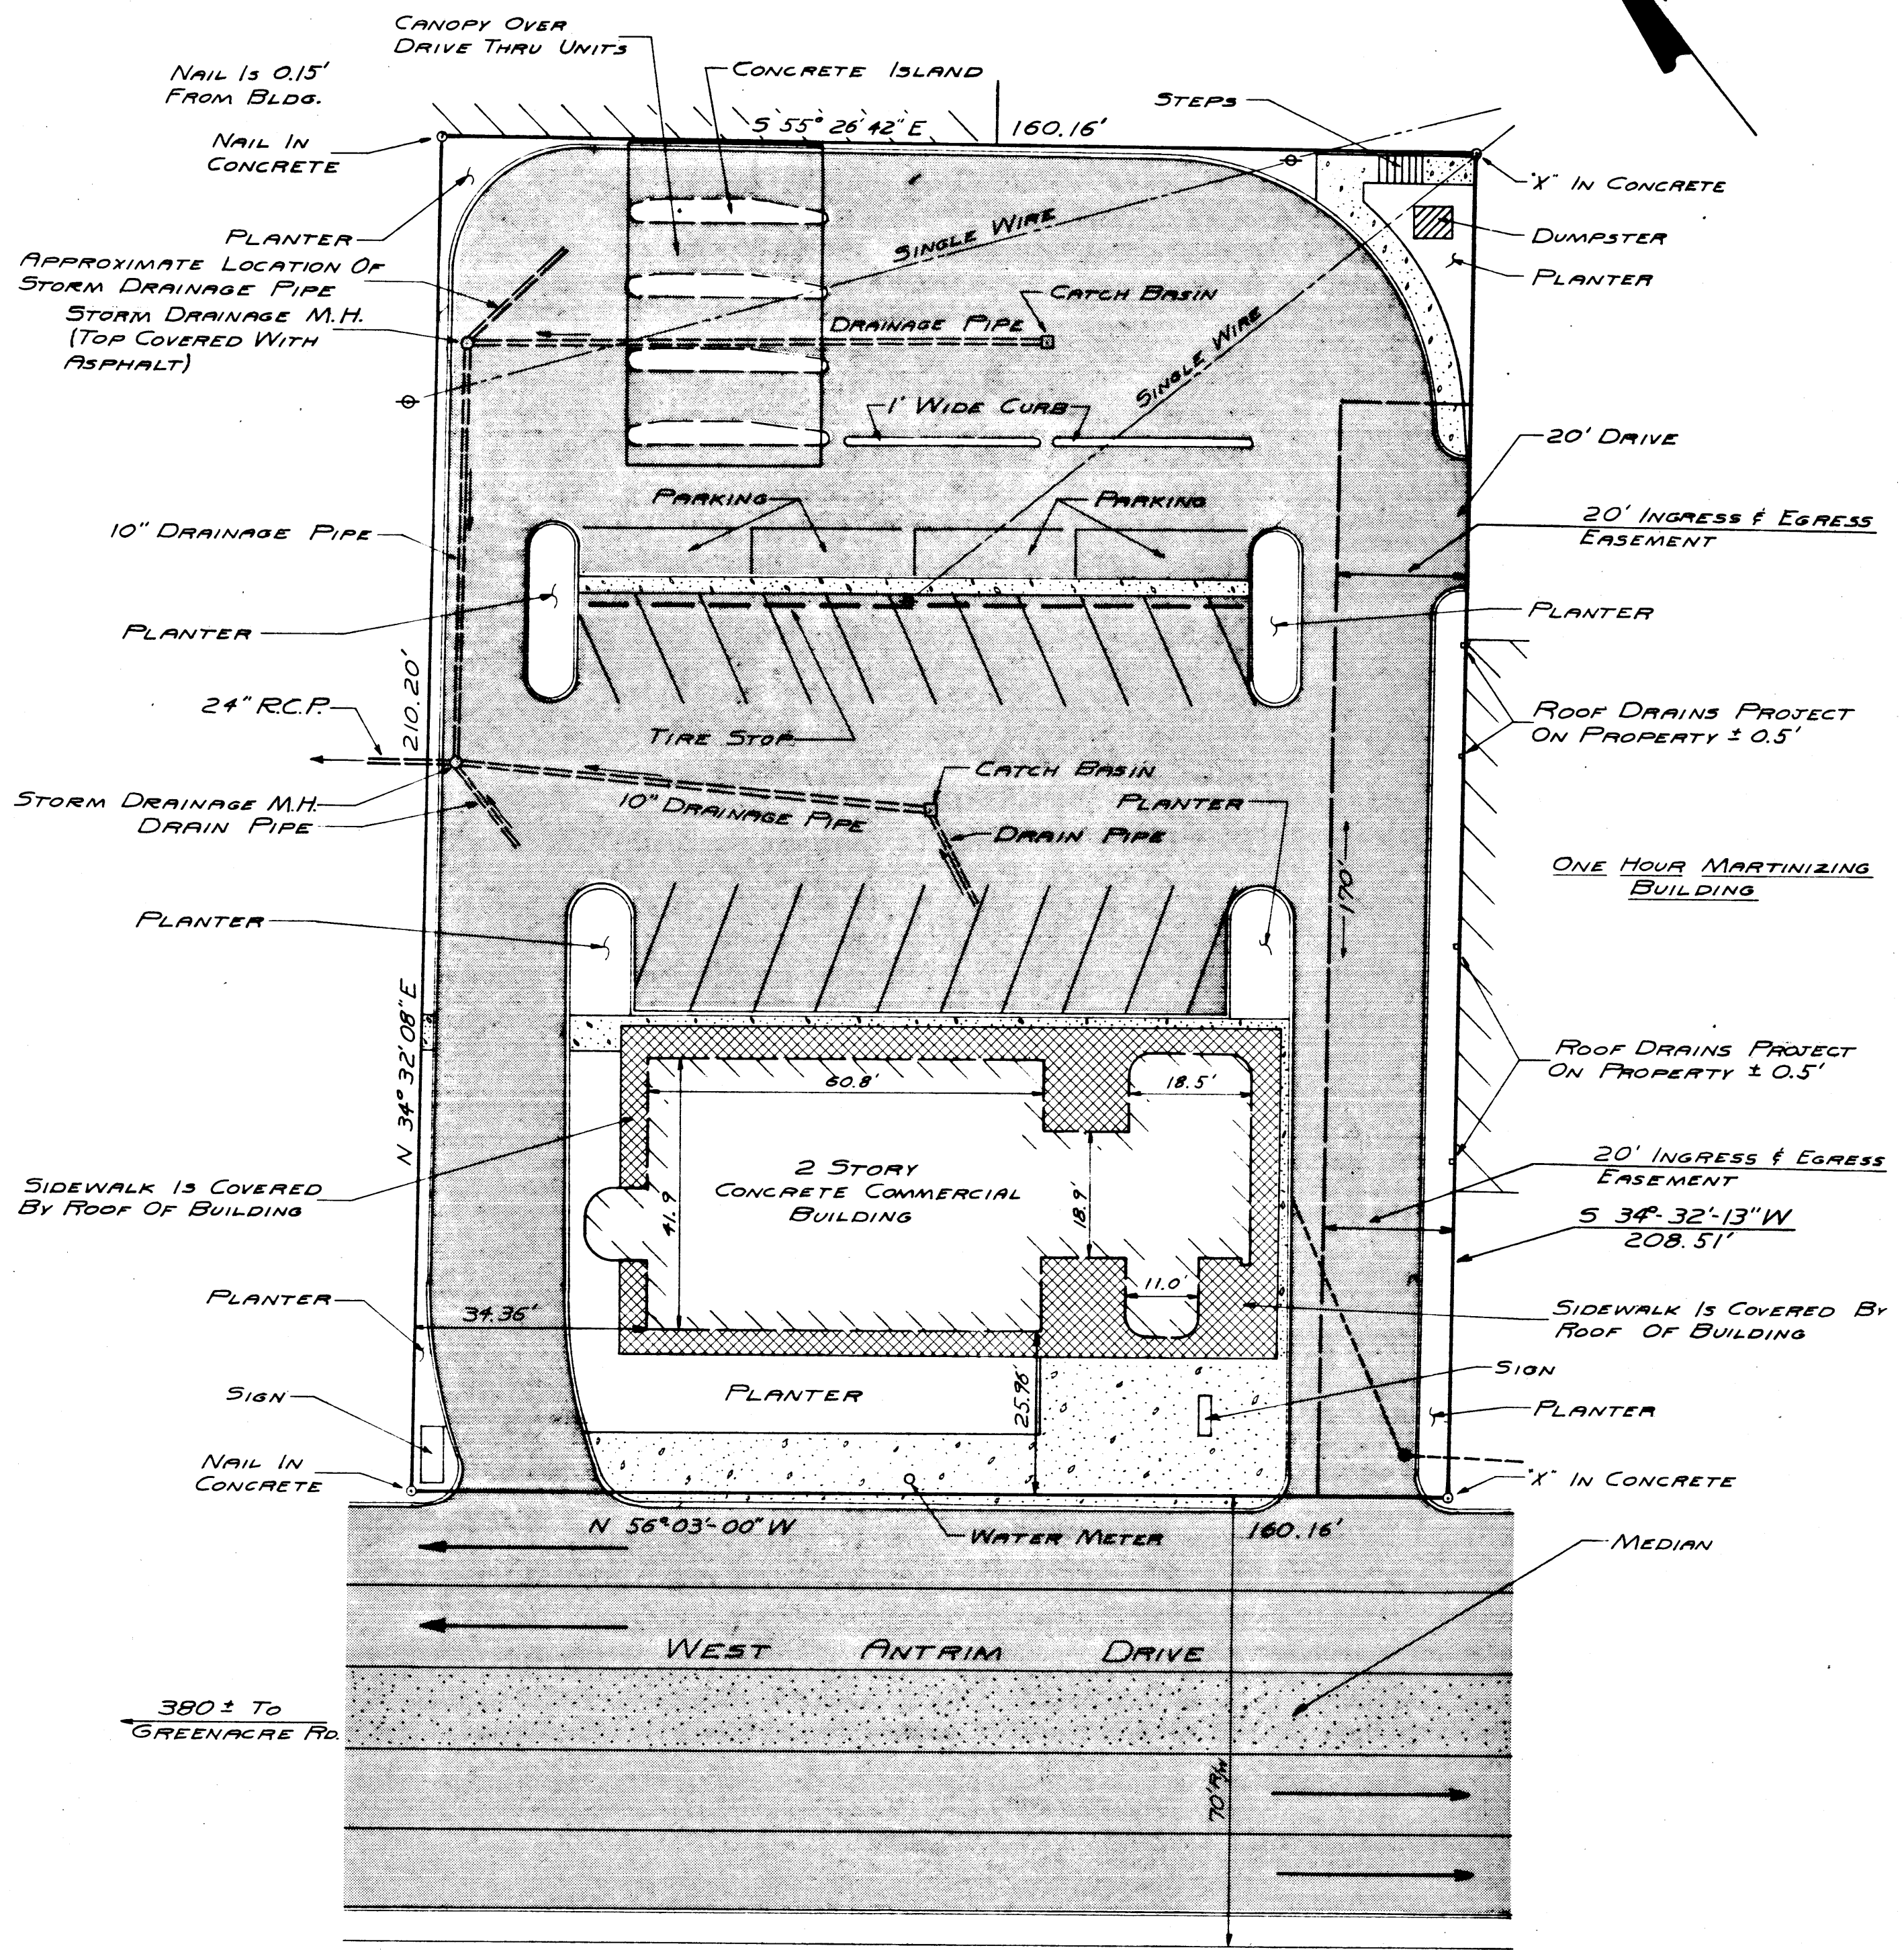 CANOPY OVER
DRIVE THRU UNITS
NAIL IS 0.15'
FROM BLDG.
CONCRETE ISLAND
STEPS
S 55° 26' 42" E
160.16'
NAIL IN
CONCRETE
"X" IN CONCRETE
PLANTER
DUMPSTER
PLANTER
SINGLE WIRE
APPROXIMATE LOCATION OF
STORM DRAINAGE PIPE
STORM DRAINAGE M.H.
(TOP COVERED WITH
ASPHALT)
CATCH BASIN
DRAINAGE PIPE
SINGLE WIRE
1' WIDE CURB
20' DRIVE
PARKING
PARKING
20' INGRESS & EGRESS
EASEMENT
10" DRAINAGE PIPE
PLANTER
PLANTER
210.20'
24" R.C.P.
TIRE STOP
ROOF DRAINS PROJECT
ON PROPERTY ± 0.5'
CATCH BASIN
STORM DRAINAGE M.H.
DRAIN PIPE
10" DRAINAGE PIPE
PLANTER
DRAIN PIPE
170'
ONE HOUR MARTINIZING
BUILDING
PLANTER
N 34° 32' 08" E
ROOF DRAINS PROJECT
ON PROPERTY ± 0.5'
60.8'
18.5'
SIDEWALK IS COVERED
BY ROOF OF BUILDING
41.9
2 STORY
CONCRETE COMMERCIAL
BUILDING
18.9'
20' INGRESS & EGRESS
EASEMENT
S 34°-32'-13" W
208.51'
11.0'
PLANTER
34.36'
SIDEWALK IS COVERED BY
ROOF OF BUILDING
SIGN
PLANTER
25.96'
SIGN
PLANTER
NAIL IN
CONCRETE
"X" IN CONCRETE
N 56°-03'-00" W
WATER METER
160.16'
MEDIAN
WEST ANTRIM DRIVE
380 ± TO
GREENACRE RD.
70' R/W